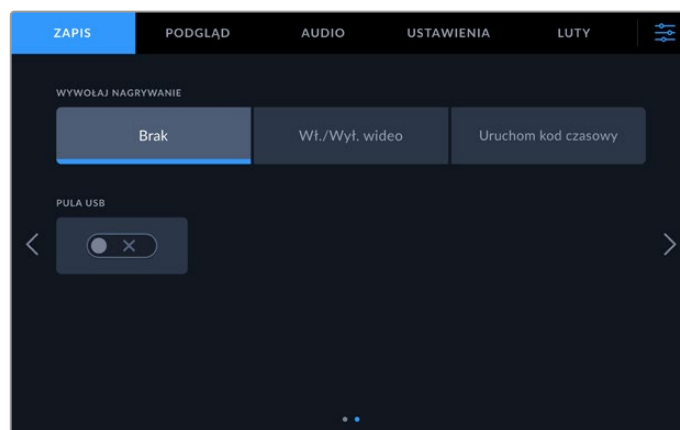 ZAPIS PODGLĄD AUDIO USTAWIENIA LUTY
WYWOŁAJ NAGRYWANIE
Brak Wł./Wył. wideo Uruchom kod czasowy
PULA USB